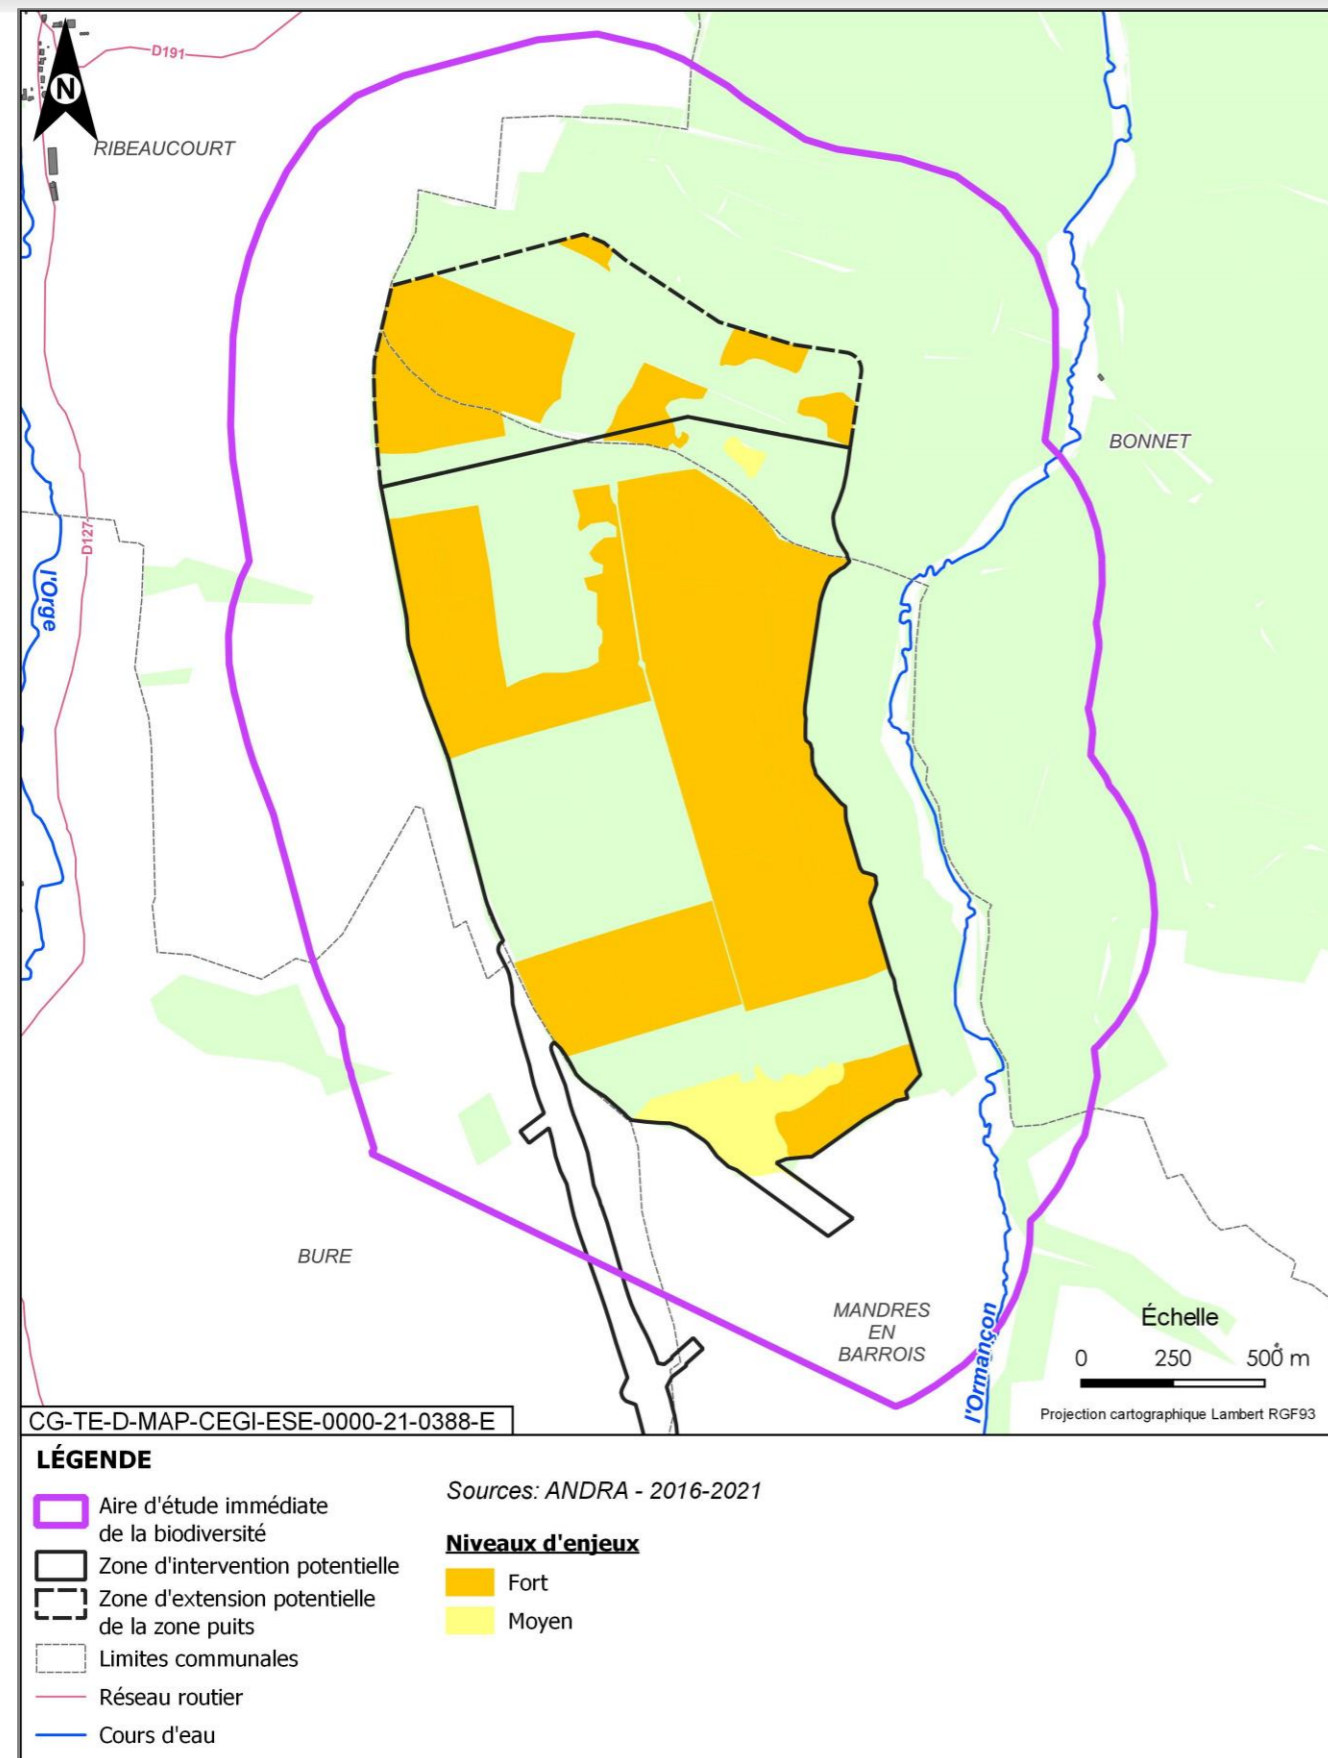 D191
N
RIBEAUCOURT
BONNET
D127
l'Orge
BURE
MANDRES
EN
BARROIS
l'Ormançon
Échelle
0 250 500 m
Projection cartographique Lambert RGF93
CG-TE-D-MAP-CEGI-ESE-0000-21-0388-E
LÉGENDE
Aire d'étude immédiate
de la biodiversité
Zone d'intervention potentielle
Zone d'extension potentielle
de la zone puits
Limites communales
Réseau routier
Cours d'eau
Sources: ANDRA - 2016-2021
Niveaux d'enjeux
Fort
Moyen